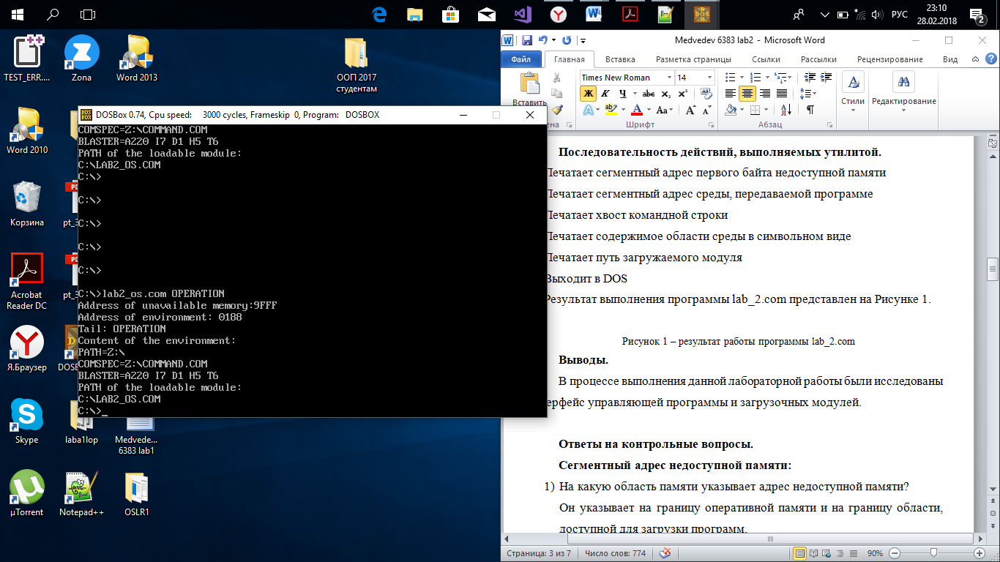 РУС
23:10
28.02.2018
2
TEST_ERR....
Zona
Word 2013
ООП 2017
студентам
Word 2010
Корзина
pt_3
Acrobat
Reader DC
pt_3
Я.Браузер
DOSB
Skype
laba1lop
Medvede...
6383 lab1
µTorrent
Notepad++
OSLR1
DOSBox 0.74, Cpu speed: 3000 cycles, Frameskip 0, Program: DOSBOX
COMSPEC=Z:\COMMAND.COM
BLASTER=A220 I7 D1 H5 T6
PATH of the loadable module:
C:\LAB2_OS.COM
C:\>
C:\>
C:\>
C:\>
C:\>
C:\>lab2_os.com OPERATION
Address of unavailable memory:9FFF
Address of environment: 0188
Tail: OPERATION
Content of the environment:
PATH=Z:\
COMSPEC=Z:\COMMAND.COM
BLASTER=A220 I7 D1 H5 T6
PATH of the loadable module:
C:\LAB2_OS.COM
C:\>_
Medvedev 6383 lab2 - Microsoft Word
Файл Главная Вставка Разметка страницы Ссылки Рассылки Рецензирование Вид
Times New Roman 14
Вставить
Стили
Редактирование
ена Шрифт Абзац
Последовательность действий, выполняемых утилитой.
Печатает сегментный адрес первого байта недоступной памяти
Печатает сегментный адрес среды, передаваемой программе
Печатает хвост командной строки
Печатает содержимое области среды в символьном виде
Печатает путь загружаемого модуля
Выходит в DOS
Результат выполнения программы lab_2.com представлен на Рисунке 1.
Рисунок 1 – результат работы программы lab_2.com
Выводы.
В процессе выполнения данной лабораторной работы были исследованы
ерфейс управляющей программы и загрузочных модулей.
Ответы на контрольные вопросы.
Сегментный адрес недоступной памяти:
1) На какую область памяти указывает адрес недоступной памяти?
Он указывает на границу оперативной памяти и на границу области,
доступной для загрузки программ.
Страница: 3 из 7 Число слов: 774 90%